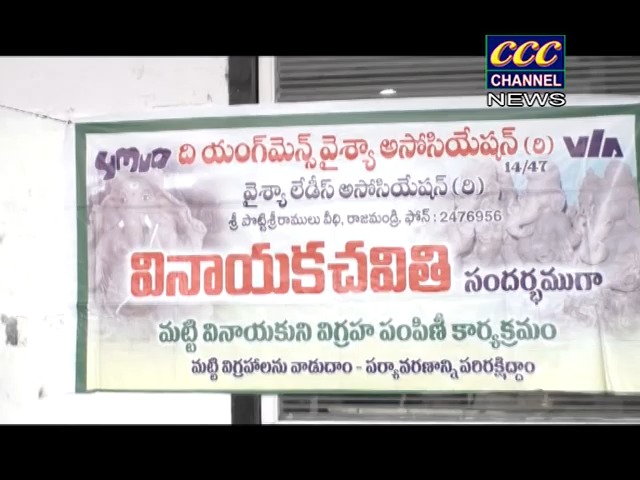 CCC
CHANNEL
NEWS
ymva ది యంగ్‌మెన్స్ వైశ్యా అసోసియేషన్ (రి) vla
14/47
వైశ్యా లేడీస్ అసోసియేషన్ (రి)
శ్రీ పొట్టిశ్రీరాములు వీధి, రాజమండ్రి, ఫోన్ : 2476956
వినాయకచవితి సందర్భముగా
మట్టి వినాయకుని విగ్రహ పంపిణీ కార్యక్రమం
మట్టి విగ్రహాలను వాడుదాం - పర్యావరణాన్ని పరిరక్షిద్దాం